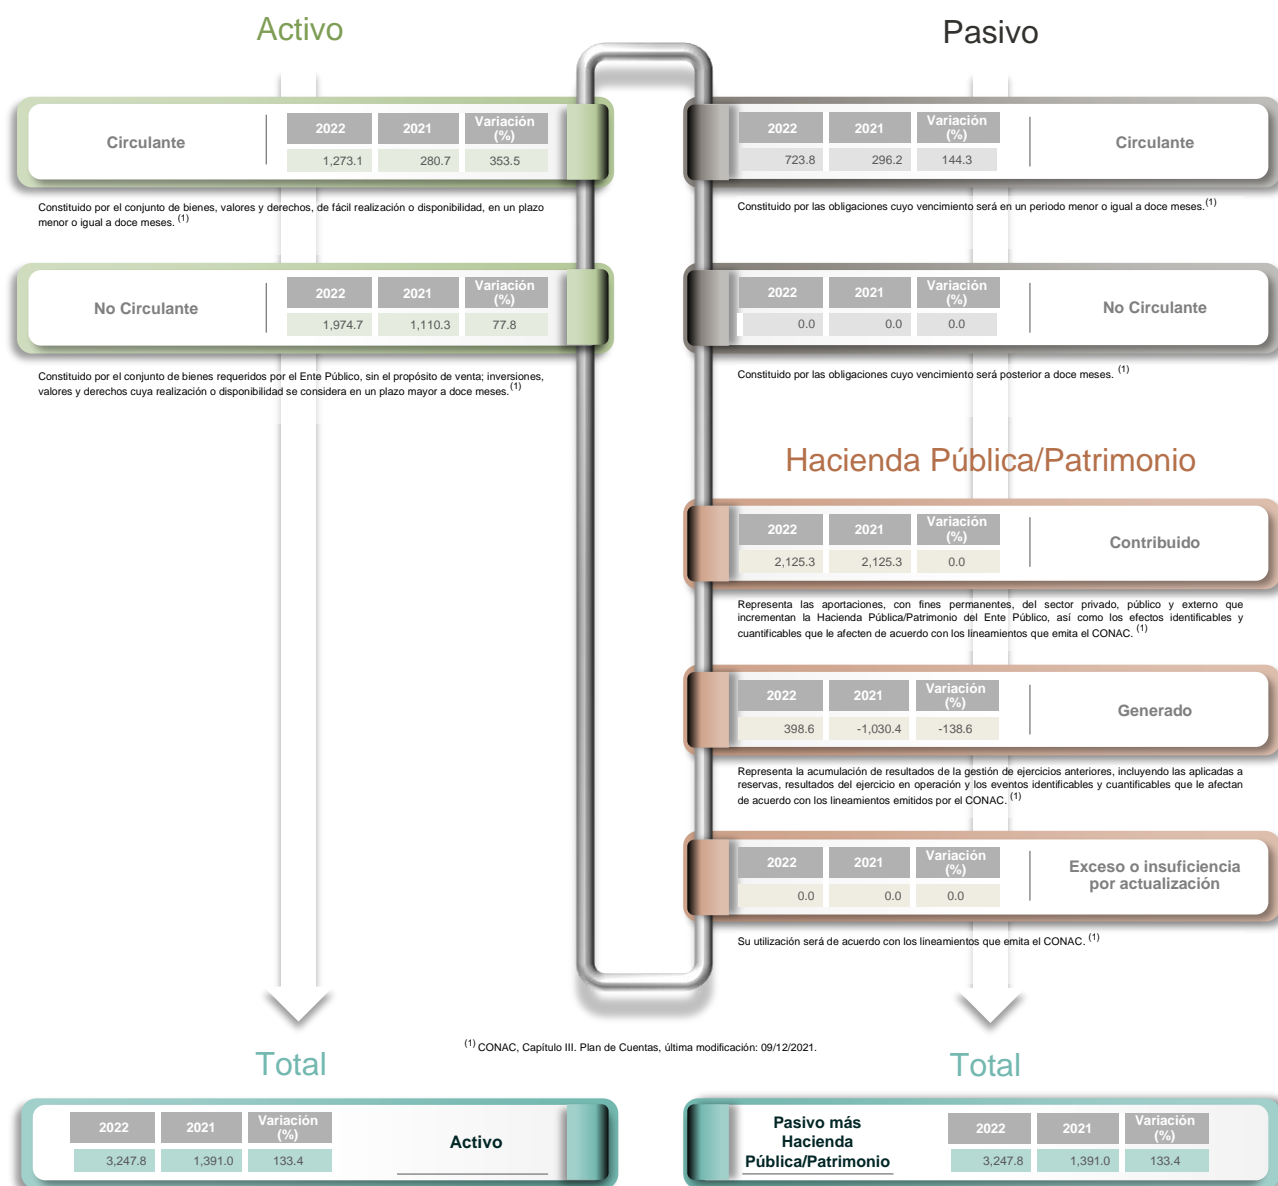 Activo
Circulante
2022 2021 Variación (%)
1,273.1 280.7 353.5
Constituido por el conjunto de bienes, valores y derechos, de fácil realización o disponibilidad, en un plazo
menor o igual a doce meses. (1)
No Circulante
2022 2021 Variación (%)
1,974.7 1,110.3 77.8
Constituido por el conjunto de bienes requeridos por el Ente Público, sin el propósito de venta; inversiones,
valores y derechos cuya realización o disponibilidad se considera en un plazo mayor a doce meses. (1)
Pasivo
2022 2021 Variación (%)
723.8 296.2 144.3
Circulante
Constituido por las obligaciones cuyo vencimiento será en un periodo menor o igual a doce meses. (1)
2022 2021 Variación (%)
0.0 0.0 0.0
No Circulante
Constituido por las obligaciones cuyo vencimiento será posterior a doce meses. (1)
Hacienda Pública/Patrimonio
2022 2021 Variación (%)
2,125.3 2,125.3 0.0
Contribuido
Representa las aportaciones, con fines permanentes, del sector privado, público y externo que
incrementan la Hacienda Pública/Patrimonio del Ente Público, así como los efectos identificables y
cuantificables que le afecten de acuerdo con los lineamientos que emita el CONAC. (1)
2022 2021 Variación (%)
398.6 -1,030.4 -138.6
Generado
Representa la acumulación de resultados de la gestión de ejercicios anteriores, incluyendo las aplicadas a
reservas, resultados del ejercicio en operación y los eventos identificables y cuantificables que le afectan
de acuerdo con los lineamientos emitidos por el CONAC. (1)
2022 2021 Variación (%)
0.0 0.0 0.0
Exceso o insuficiencia
por actualización
Su utilización será de acuerdo con los lineamientos que emita el CONAC. (1)
(1) CONAC, Capítulo III. Plan de Cuentas, última modificación: 09/12/2021.
Total
2022 2021 Variación (%)
3,247.8 1,391.0 133.4
Activo
Total
Pasivo más
Hacienda
Pública/Patrimonio
2022 2021 Variación (%)
3,247.8 1,391.0 133.4